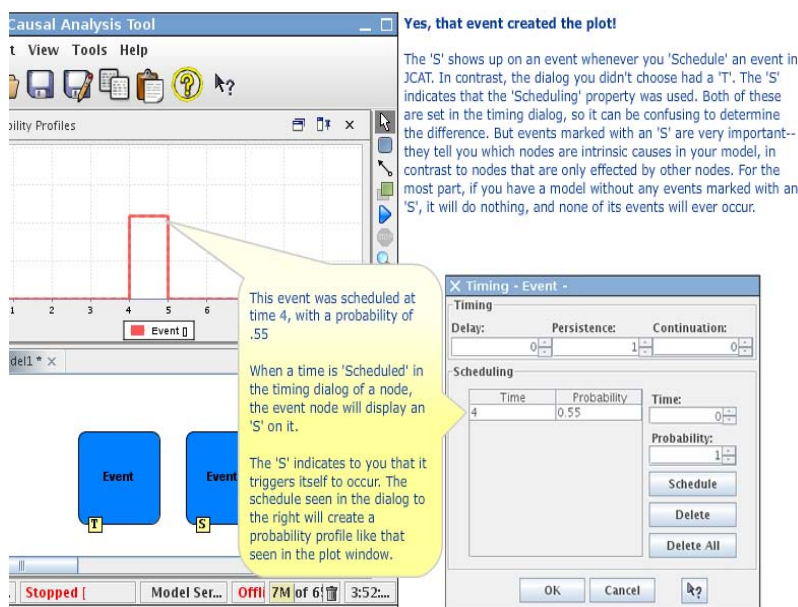 Causal Analysis Tool
t View Tools Help
bility Profiles
1 2 3 4 5 6
Event []
del1 * ×
Event
T
Event
S
Stopped [
Model Ser...
Offli
7M of 6
3:52:...
Yes, that event created the plot!
The 'S' shows up on an event whenever you 'Schedule' an event in
JCAT. In contrast, the dialog you didn't choose had a 'T'. The 'S'
indicates that the 'Scheduling' property was used. Both of these
are set in the timing dialog, so it can be confusing to determine
the difference. But events marked with an 'S' are very important--
they tell you which nodes are intrinsic causes in your model, in
contrast to nodes that are only effected by other nodes. For the
most part, if you have a model without any events marked with an
'S', it will do nothing, and none of its events will ever occur.
This event was scheduled at
time 4, with a probability of
.55
When a time is 'Scheduled' in
the timing dialog of a node,
the event node will display an
'S' on it.
The 'S' indicates to you that it
triggers itself to occur. The
schedule seen in the dialog to
the right will create a
probability profile like that
seen in the plot window.
X Timing - Event -
Timing
Delay: Persistence: Continuation:
0 1 0
Scheduling
Time Probability
4 0.55
Time:
0
Probability:
1
Schedule
Delete
Delete All
OK Cancel